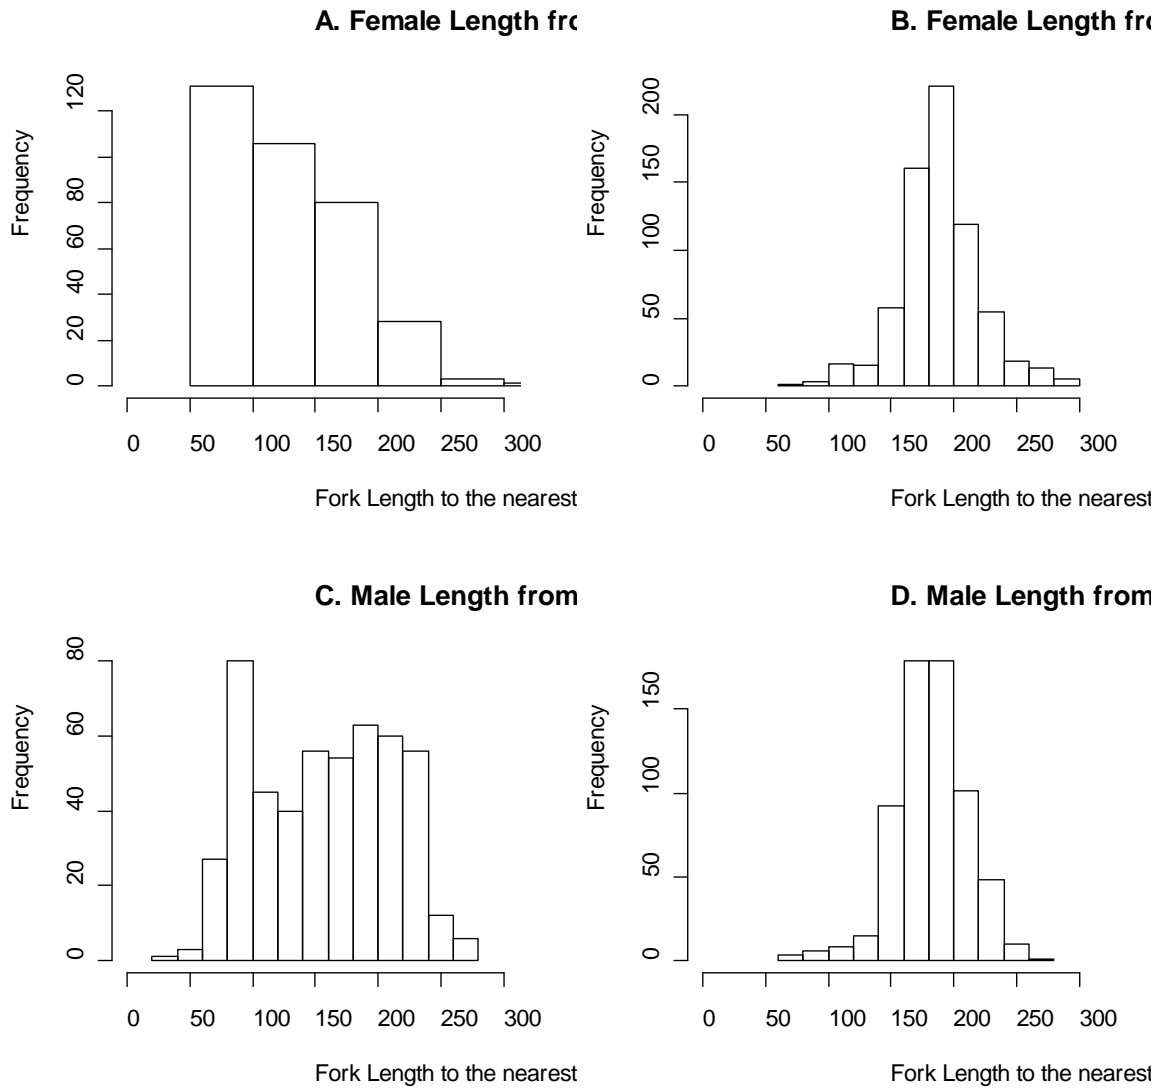 A. Female Length fro
Frequency
0 20 40 60 80 120
0 50 100 150 200 250 300
Fork Length to the nearest
B. Female Length fro
Frequency
0 50 100 150 200
0 50 100 150 200 250 300
Fork Length to the nearest
C. Male Length from
Frequency
0 20 40 60 80
0 50 100 150 200 250 300
Fork Length to the nearest
D. Male Length from
Frequency
0 50 100 150
0 50 100 150 200 250 300
Fork Length to the nearest